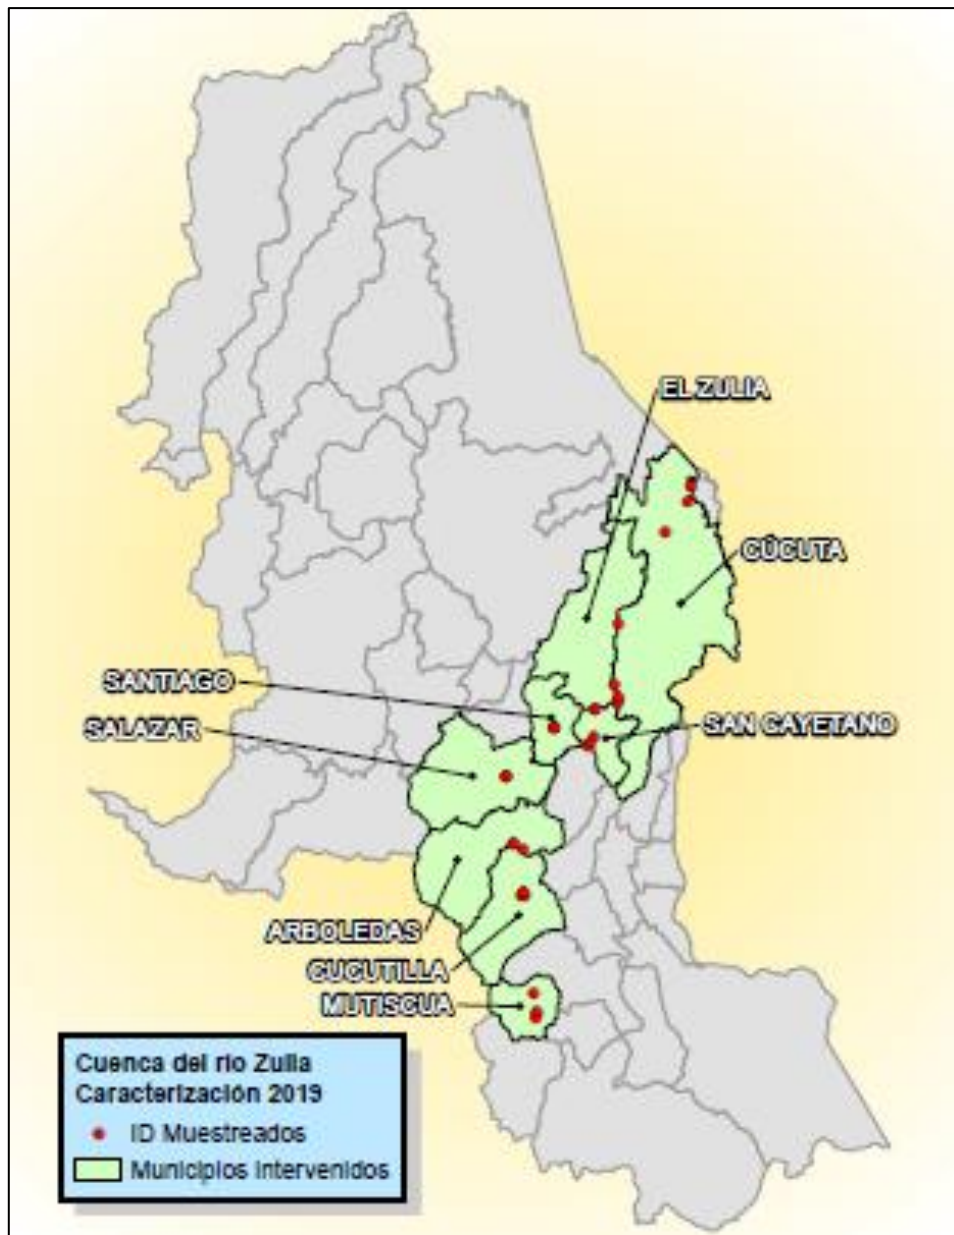 EL ZULIA
CÚCUTA
SANTIAGO
SALAZAR
SAN CAYETANO
ARBOLEDAS
CUCUTILLA
MUTISCUA
Cuenca del río Zulia
Caracterización 2019
ID Muestreados
Municipios Intervenidos